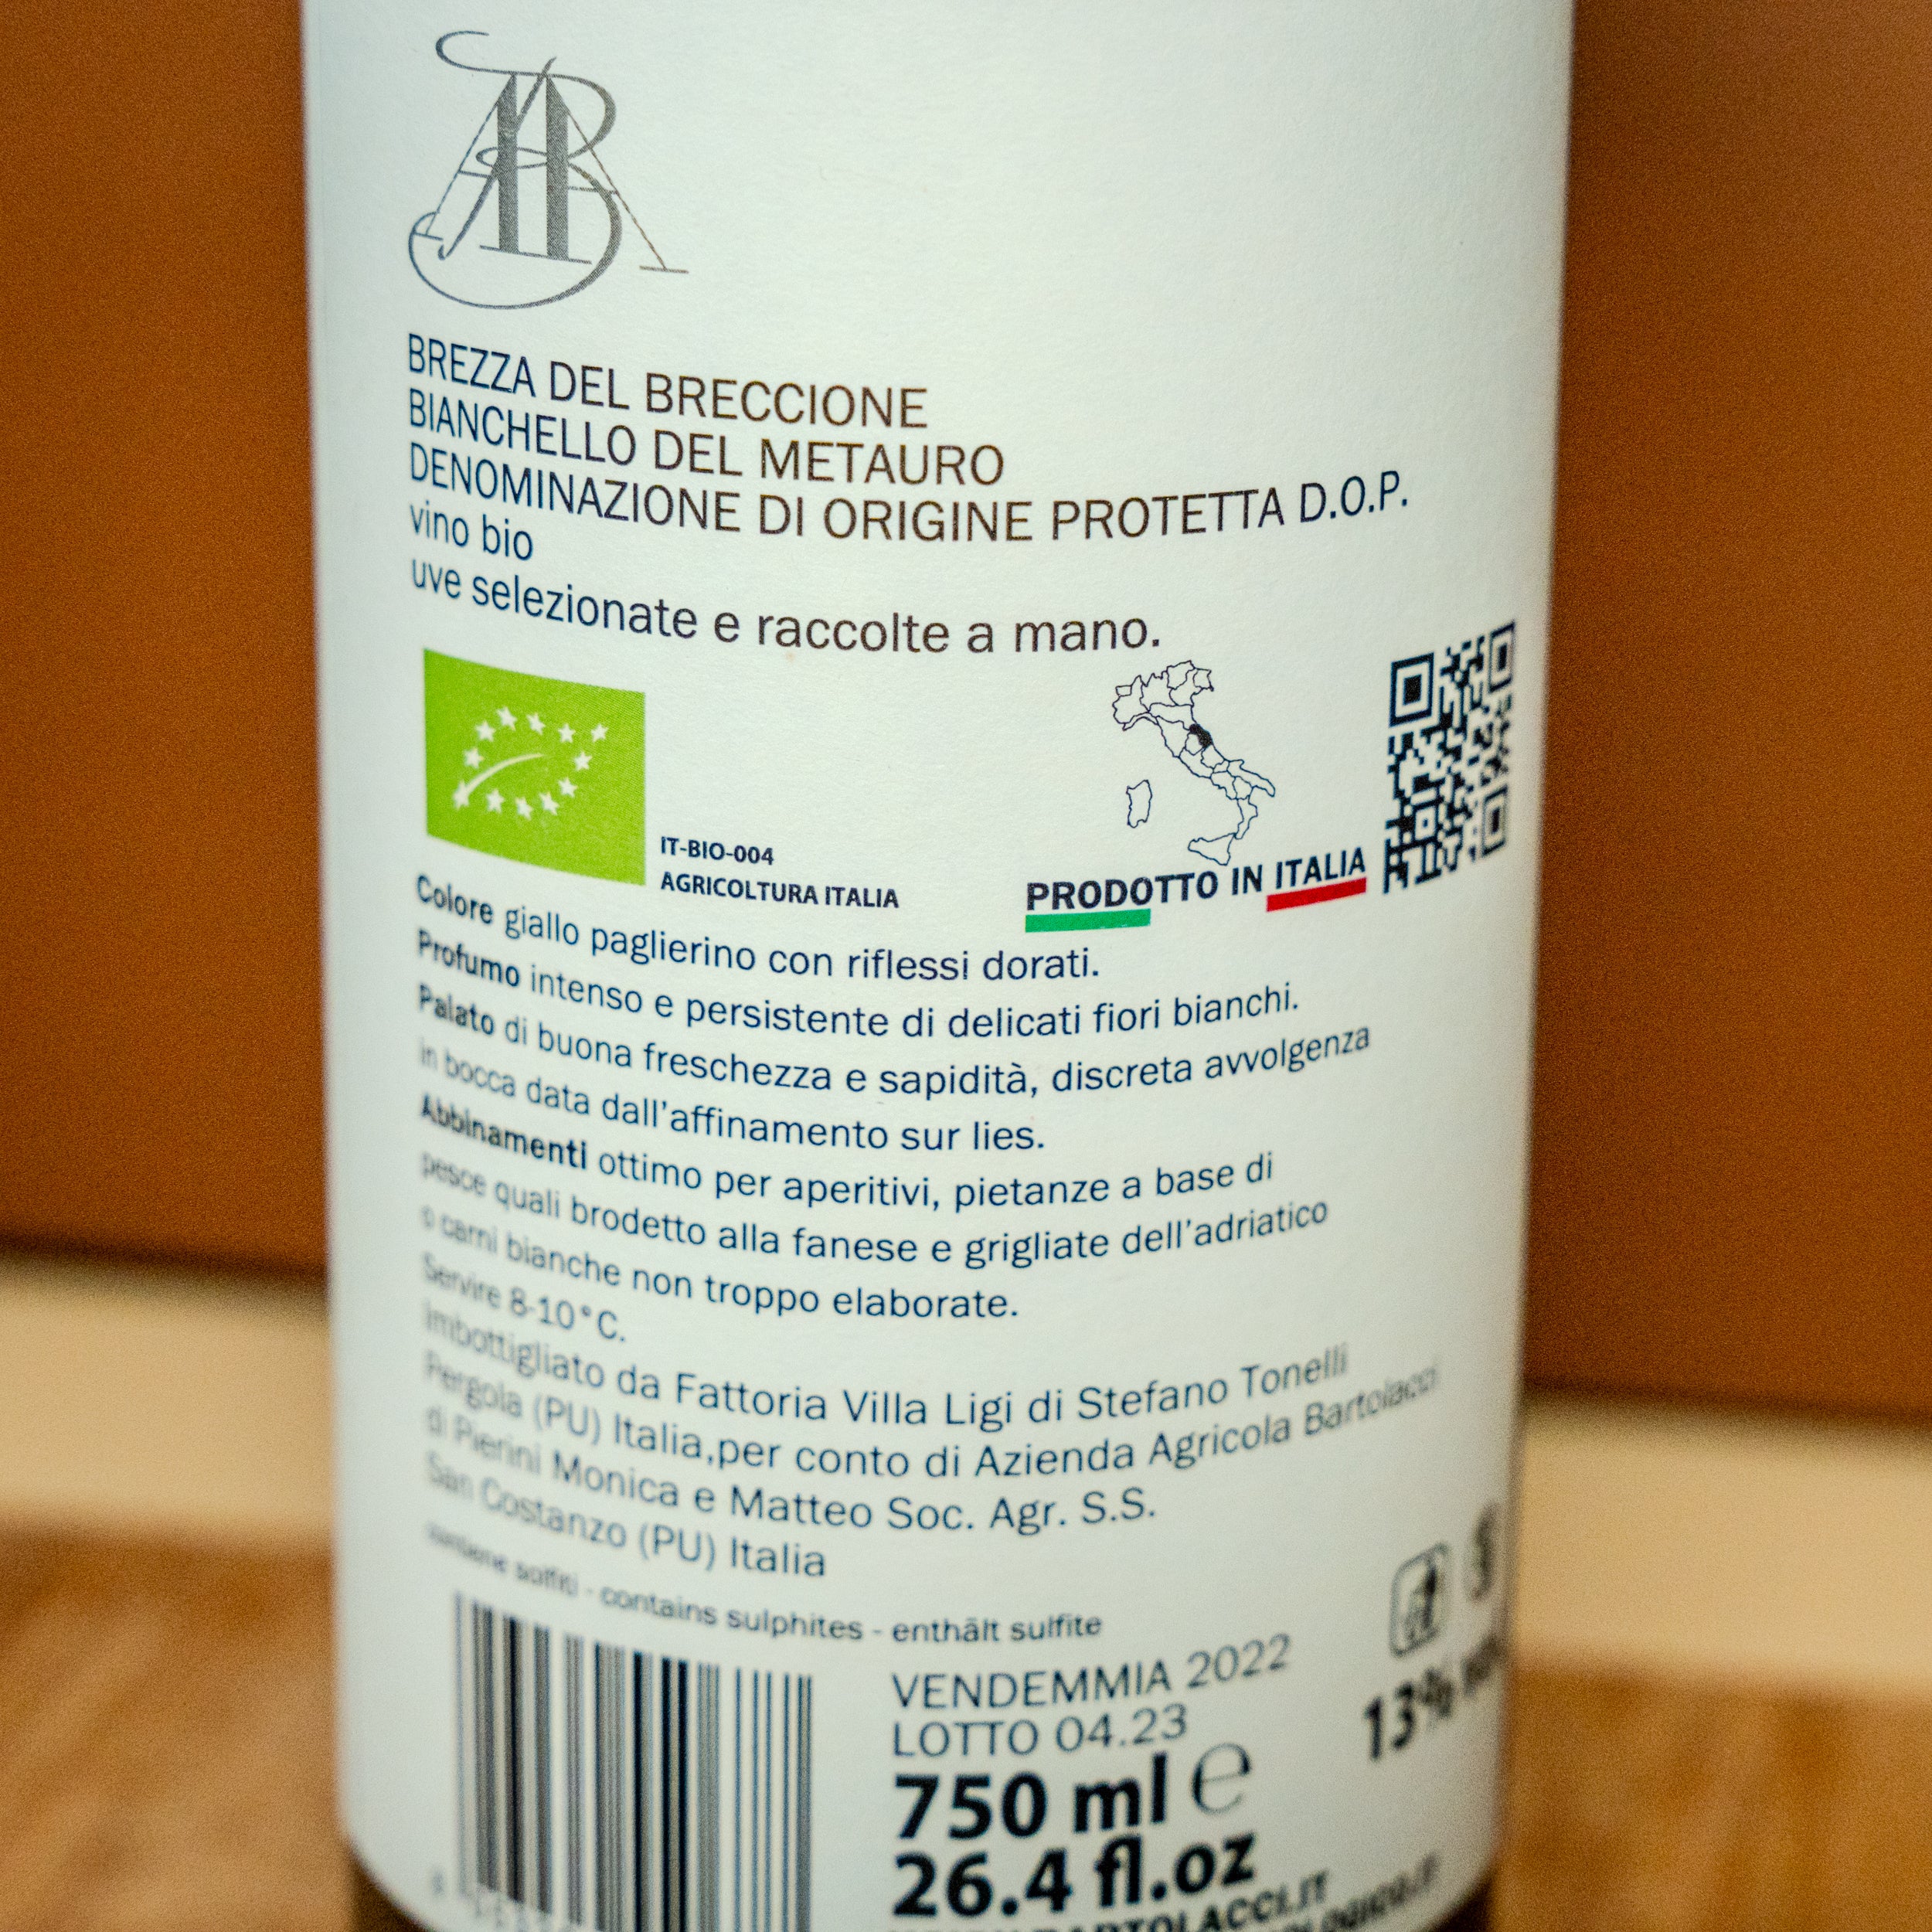 BREZZA DEL BRECCIONE
BIANCHELLO DEL METAURO
DENOMINAZIONE DI ORIGINE PROTETTA D.O.P.
vino bio
uve selezionate e raccolte a mano.
IT-BIO-004
AGRICOLTURA ITALIA
PRODOTTO IN ITALIA
Colore giallo paglierino con riflessi dorati.
Profumo intenso e persistente di delicati fiori bianchi.
Palato di buona freschezza e sapidità, discreta avvolgenza
in bocca data dall'affinamento sur lies.
Abbinamenti ottimo per aperitivi, pietanze a base di
pesce quali brodetto alla fanese e grigliate dell'adriatico
o carni bianche non troppo elaborate.
Servire 8-10°C.
Imbottigliato da Fattoria Villa Ligi di Stefano Tonelli
Pergola (PU) Italia,per conto di Azienda Agricola Bartolacci
di Pierini Monica e Matteo Soc. Agr. S.S.
San Costanzo (PU) Italia
contiene solfiti - contains sulphites - enthält sulfite
VENDEMMIA 2022
LOTTO 04.23
13%
750 ml e
26.4 fl.oz